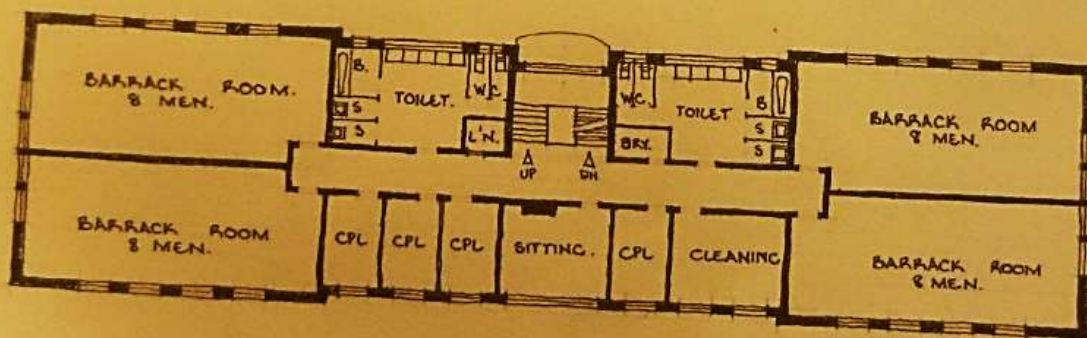 BARRACK ROOM.
8 MEN.
B.
S
S
TOILET.
W.C.
L'N.
UP
DN
W.C.
BRY.
TOILET
B
S
S
BARRACK ROOM
8 MEN.
BARRACK ROOM
8 MEN.
CPL
CPL
CPL
SITTING.
CPL
CLEANING
BARRACK ROOM
8 MEN.